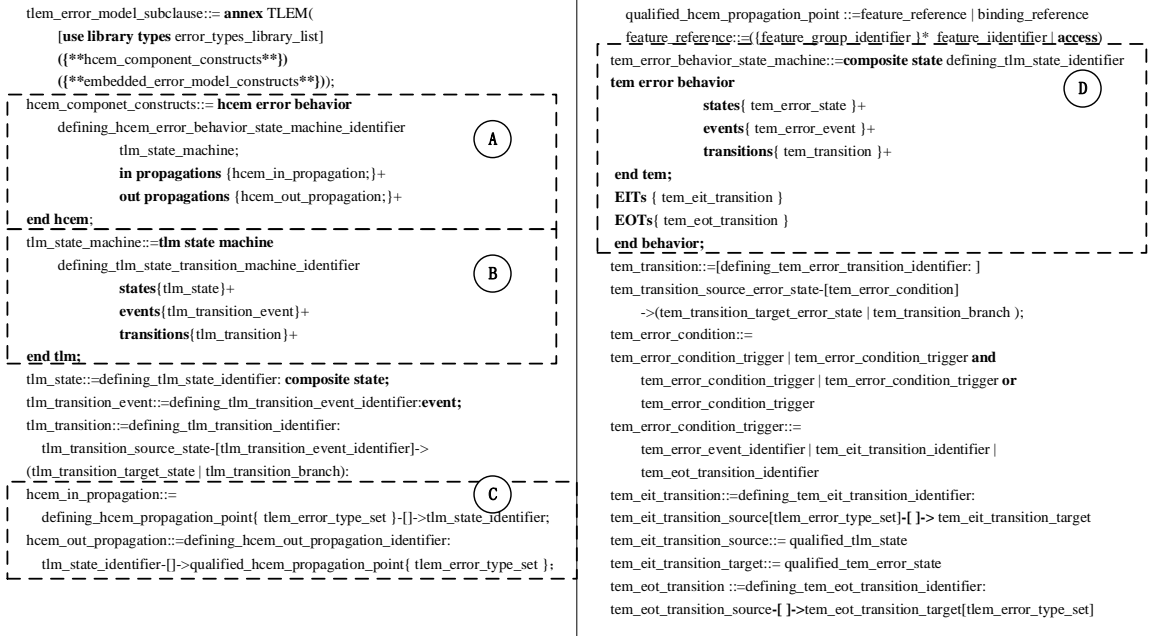 tlem_error_model_subclause::= annex TLEM(
[use library types error_types_library_list]
({**hcem_component_constructs**})
({**embedded_error_model_constructs**}));
hcem_componet_constructs::= hcem error behavior
defining_hcem_error_behavior_state_machine_identifier
A
tlm_state_machine;
in propagations {hcem_in_propagation;}+
out propagations {hcem_out_propagation;}+
end hcem;
tlm_state_machine::=tlm state machine
defining_tlm_state_transition_machine_identifier
B
states{tlm_state}+
events{tlm_transition_event}+
transitions{tlm_transition}+
end tlm;
tlm_state::=defining_tlm_state_identifier: composite state;
tlm_transition_event::=defining_tlm_transition_event_identifier:event;
tlm_transition::=defining_tlm_transition_identifier:
tlm_transition_source_state-[tlm_transition_event_identifier]->
(tlm_transition_target_state | tlm_transition_branch):
hcem_in_propagation::=
C
defining_hcem_propagation_point{ tlem_error_type_set }-[]->tlm_state_identifier;
hcem_out_propagation::=defining_hcem_out_propagation_identifier:
tlm_state_identifier-[]->qualified_hcem_propagation_point{ tlem_error_type_set };
qualified_hcem_propagation_point ::=feature_reference | binding_reference
feature_reference::=({feature_group_identifier }* feature_iidentifier | access)
tem_error_behavior_state_machine::=composite state defining_tlm_state_identifier
tem error behavior
D
states{ tem_error_state }+
events{ tem_error_event }+
transitions{ tem_transition }+
end tem;
EITs { tem_eit_transition }
EOTs{ tem_eot_transition }
end behavior;
tem_transition::=[defining_tem_error_transition_identifier: ]
tem_transition_source_error_state-[tem_error_condition]
->(tem_transition_target_error_state | tem_transition_branch );
tem_error_condition::=
tem_error_condition_trigger | tem_error_condition_trigger and
tem_error_condition_trigger | tem_error_condition_trigger or
tem_error_condition_trigger
tem_error_condition_trigger::=
tem_error_event_identifier | tem_eit_transition_identifier |
tem_eot_transition_identifier
tem_eit_transition::=defining_tem_eit_transition_identifier:
tem_eit_transition_source[tlem_error_type_set]-[ ]-> tem_eit_transition_target
tem_eit_transition_source::= qualified_tlm_state
tem_eit_transition_target::= qualified_tem_error_state
tem_eot_transition ::=defining_tem_eot_transition_identifier:
tem_eot_transition_source-[ ]->tem_eot_transition_target[tlem_error_type_set]